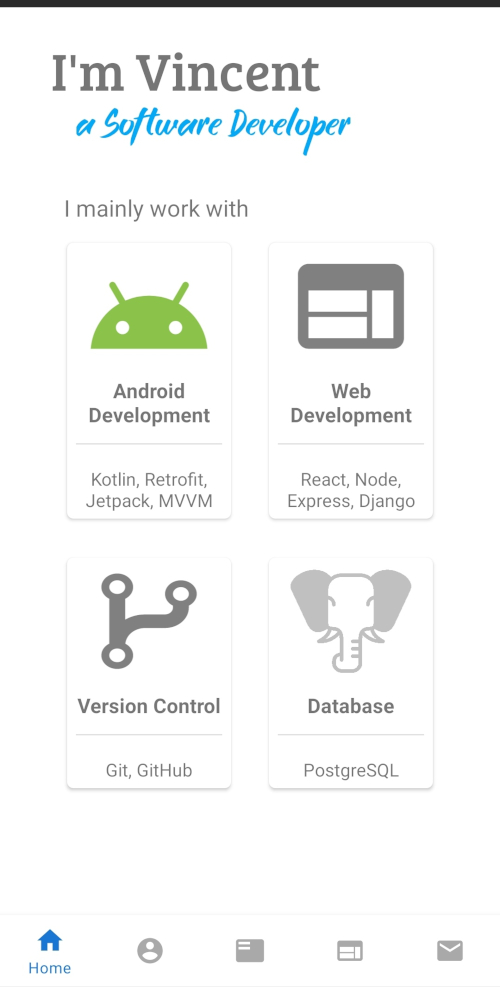 I'm Vincent
a Software Developer
I mainly work with
Android
Development
Kotlin, Retrofit,
Jetpack, MVVM
Web
Development
React, Node,
Express, Django
Version Control
Git, GitHub
Database
PostgreSQL
Home